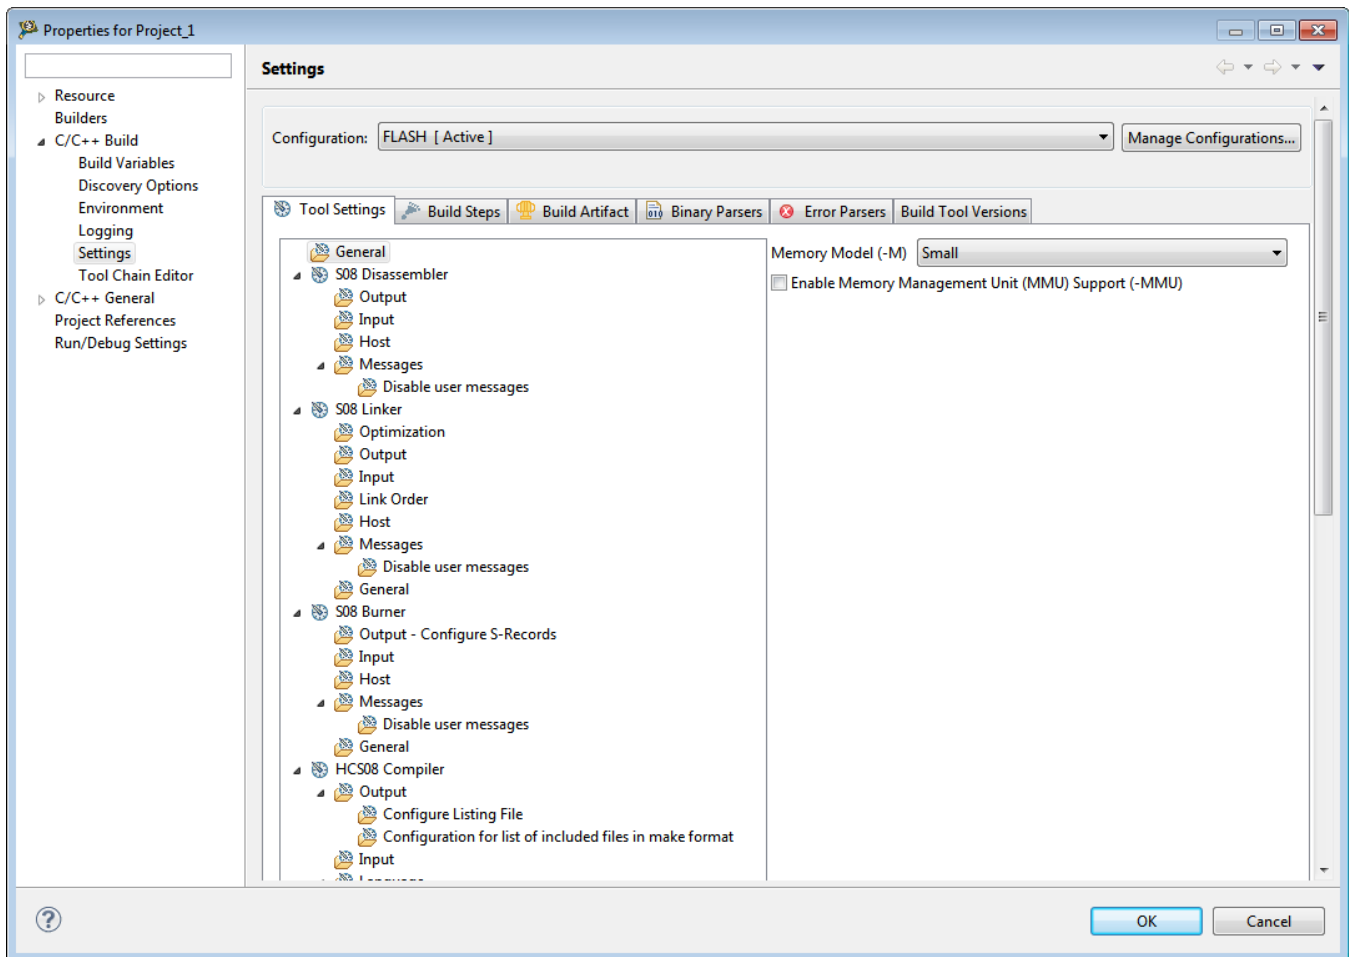 Properties for Project_1
Settings
Resource
Builders
C/C++ Build
Build Variables
Discovery Options
Environment
Logging
Settings
Tool Chain Editor
C/C++ General
Project References
Run/Debug Settings
Configuration: FLASH [ Active ] Manage Configurations...
Tool Settings Build Steps Build Artifact Binary Parsers Error Parsers Build Tool Versions
General
S08 Disassembler
Output
Input
Host
Messages
Disable user messages
S08 Linker
Optimization
Output
Input
Link Order
Host
Messages
Disable user messages
General
S08 Burner
Output - Configure S-Records
Input
Host
Messages
Disable user messages
General
HCS08 Compiler
Output
Configure Listing File
Configuration for list of included files in make format
Input
Language
Memory Model (-M) Small
Enable Memory Management Unit (MMU) Support (-MMU)
OK Cancel